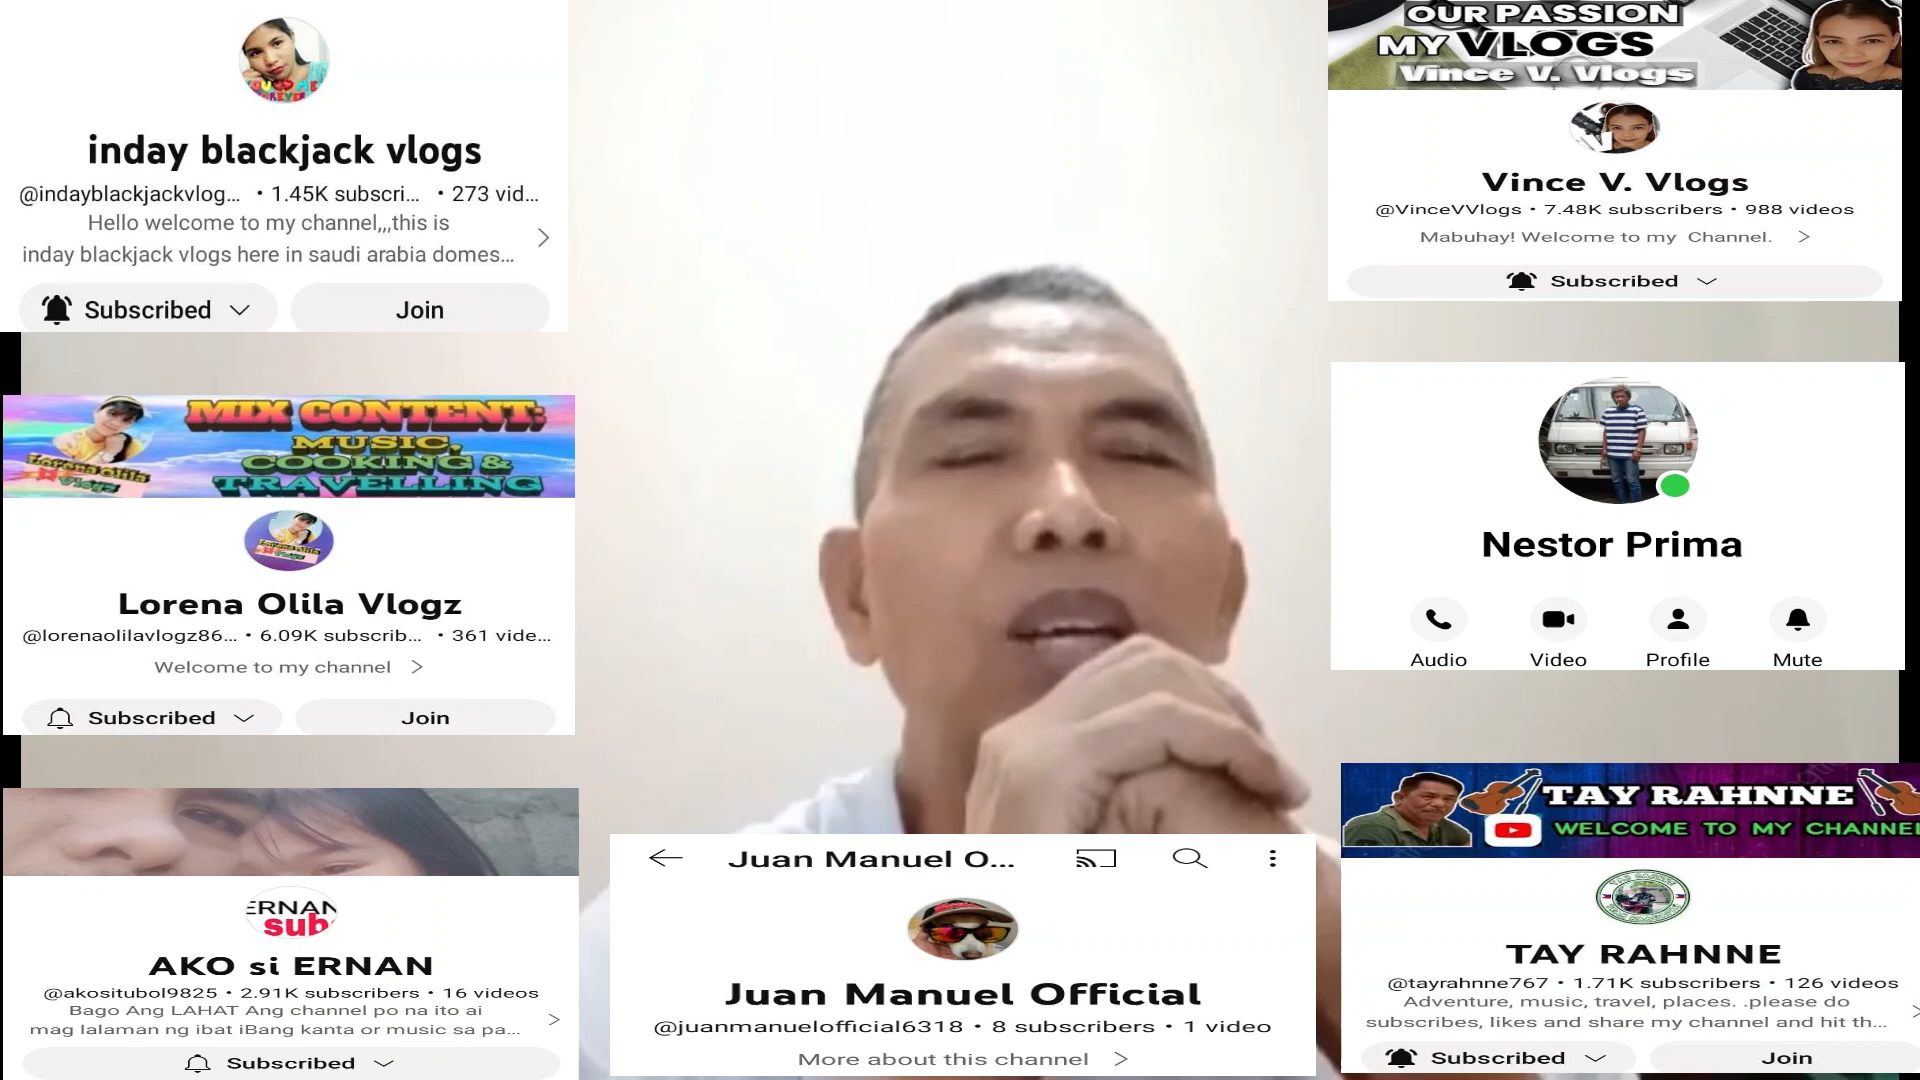 inday blackjack vlogs
@indayblackjackvlog... • 1.45K subscri... • 273 vid...
Hello welcome to my channel,,,this is
inday blackjack vlogs here in saudi arabia domes...
Subscribed
Join
OUR PASSION
MY VLOGS
Vince V. Vlogs
Vince V. Vlogs
@VinceVVlogs • 7.48K subscribers • 988 videos
Mabuhay! Welcome to my Channel.
Subscribed
MIX CONTENT:
MUSIC,
COOKING &
TRAVELLING
Lorena Olila
Vlogz
Lorena Olila Vlogz
@lorenaolilavlogz86... • 6.09K subscrib... • 361 vide...
Welcome to my channel
Subscribed
Join
Nestor Prima
Audio
Video
Profile
Mute
ERNAN
sub
AKO si ERNAN
@akositubol9825 • 2.91K subscribers • 16 videos
Bago Ang LAHAT Ang channel po na ito ai
mag lalaman ng ibat iBang kanta or music sa pa...
Subscribed
Juan Manuel O...
Juan Manuel Official
@juanmanuelofficial6318 • 8 subscribers • 1 video
More about this channel
TAY RAHNNE
WELCOME TO MY CHANNEL
TAY RAHNNE
@tayrahnne767 • 1.71K subscribers • 126 videos
Adventure, music, travel, places. .please do
subscribes, likes and share my channel and hit th...
Subscribed
Join